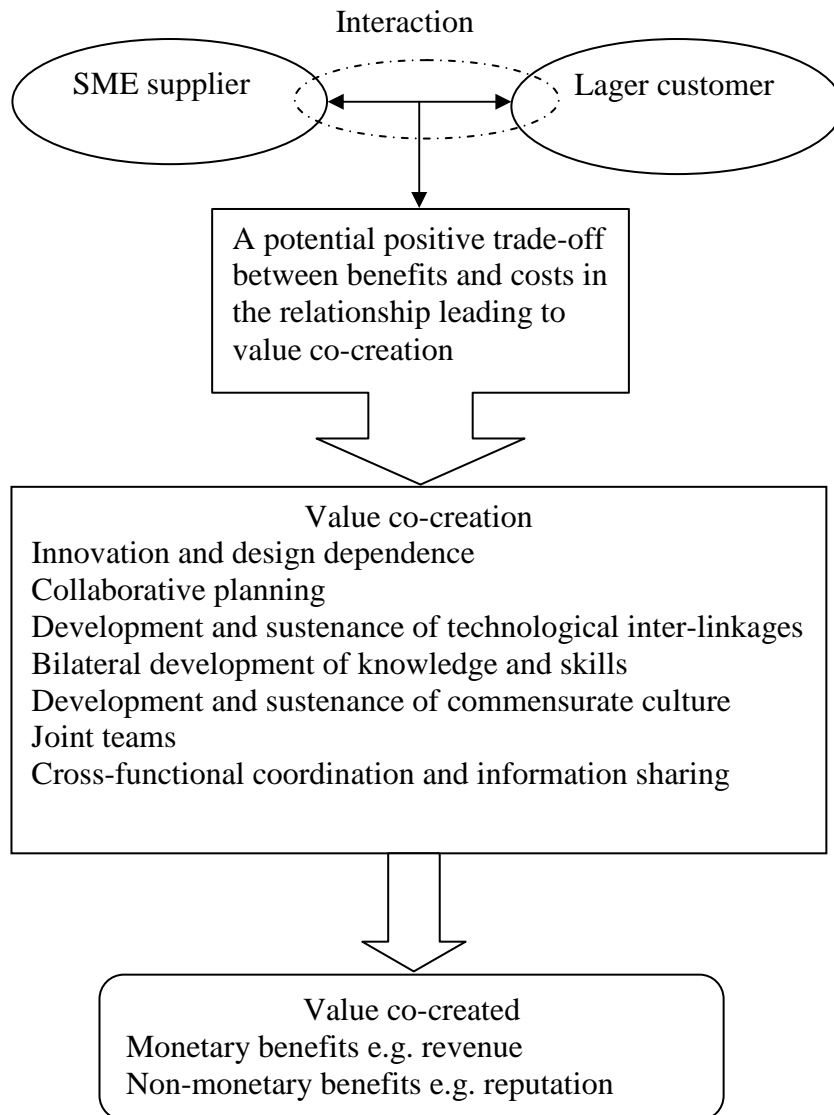 Interaction
SME supplier
Lager customer
A potential positive trade-off
between benefits and costs in
the relationship leading to
value co-creation
Value co-creation
Innovation and design dependence
Collaborative planning
Development and sustenance of technological inter-linkages
Bilateral development of knowledge and skills
Development and sustenance of commensurate culture
Joint teams
Cross-functional coordination and information sharing
Value co-created
Monetary benefits e.g. revenue
Non-monetary benefits e.g. reputation